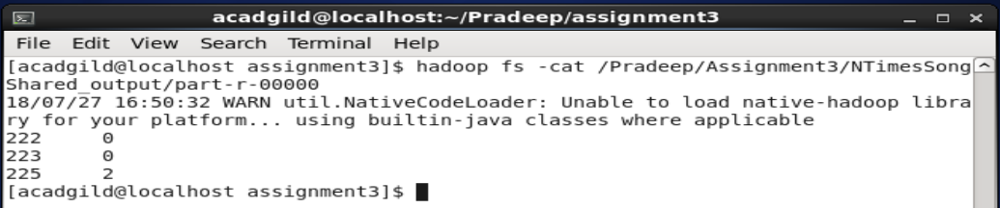 acadgild@localhost:~/Pradeep/assignment3
File Edit View Search Terminal Help
[acadgild@localhost assignment3]$ hadoop fs -cat /Pradeep/Assignment3/NTimesSong
Shared_output/part-r-00000
18/07/27 16:50:32 WARN util.NativeCodeLoader: Unable to load native-hadoop libra
ry for your platform... using builtin-java classes where applicable
222 0
223 0
225 2
[acadgild@localhost assignment3]$